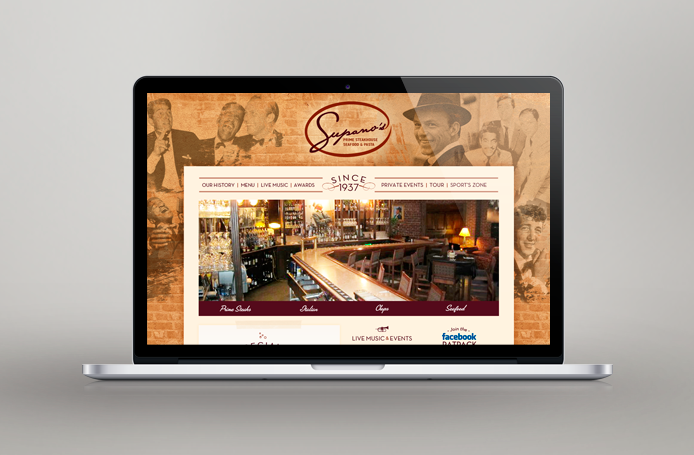 Supano's
PRIME STEAKHOUSE
SEAFOOD & PASTA
OUR HISTORY | MENU | LIVE MUSIC | AWARDS
SINCE
1937
PRIVATE EVENTS | TOUR | SPORTS ZONE
Prime Steaks Italian Chops Seafood
LIVE MUSIC & EVENTS
Join the
facebook
RATPACK